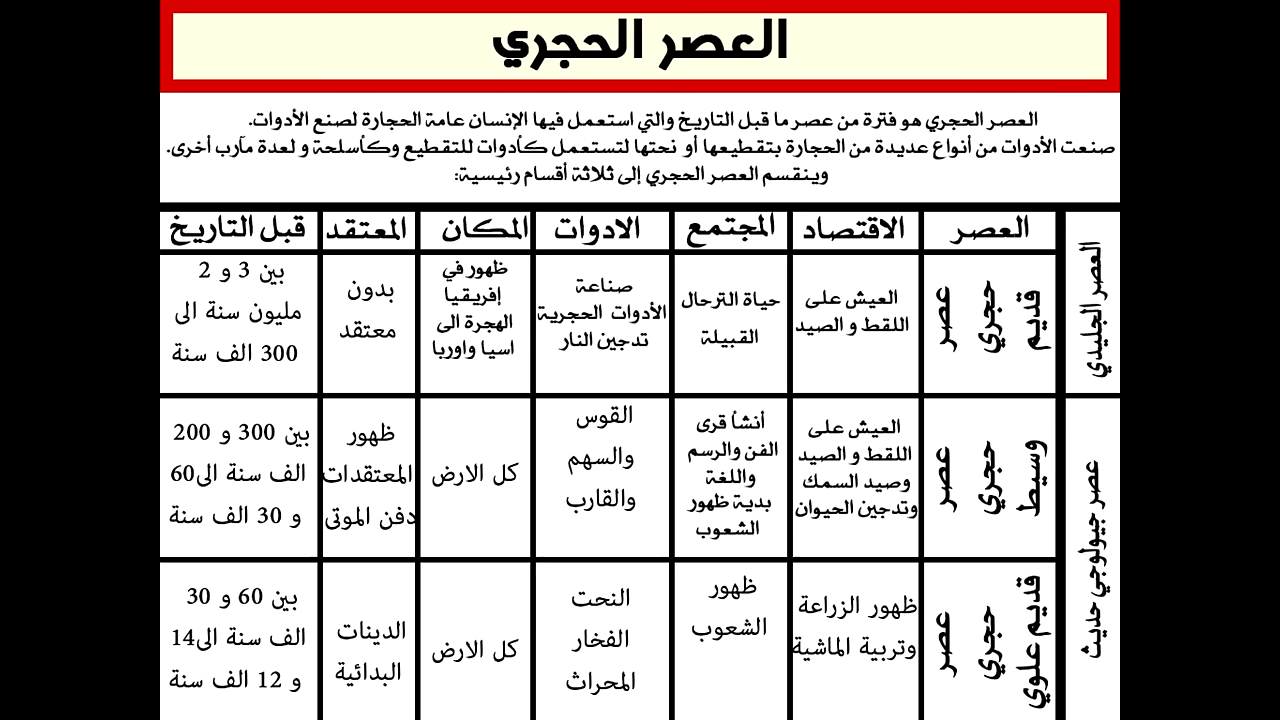 العصر الحجري
العصر الحجري هو فترة من عصر ما قبل التاريخ والتي استعمل فيها الإنسان عامة الحجارة لصنع الأدوات.
صنعت الأدوات من أنواع عديدة من الحجارة بتقطيعها أو نحتها لتستعمل كأدوات للتقطيع وكأسلحة و لعدة مآرب أخرى.
وينقسم العصر الحجري إلى ثلاثة أقسام رئيسية:
العصر الجليدي
العصر
الاقتصاد
المجتمع
الادوات
المكان
المعتقد
قبل التاريخ
عصر
حجري
قديم
العيش على
اللقط و الصيد
حياة الترحال
القبيلة
صناعة
الأدوات الحجرية
تدجين النار
ظهور في
إفريقيا
الهجرة الى
اسيا واوربا
بدون
معتقد
بين 3 و 2
مليون سنة الى
300 الف سنة
عصر جيولوجي حديث
عصر
حجري
وسيط
العيش على
اللقط و الصيد
وصيد السمك
وتدجين الحيوان
أنشأ قرى
الفن والرسم
واللغة
بدية ظهور
الشعوب
القوس
والسهم
والقارب
كل الارض
ظهور
المعتقدات
دفن الموتى
بين 300 و 200
الف سنة الى60
و 30 الف سنة
عصر
حجري
قديم علوي
ظهور الزراعة
وتربية الماشية
ظهور
الشعوب
النحت
الفخار
المحراث
كل الارض
الدينات
البدائية
بين 60 و 30
الف سنة الى14
و 12 الف سنة